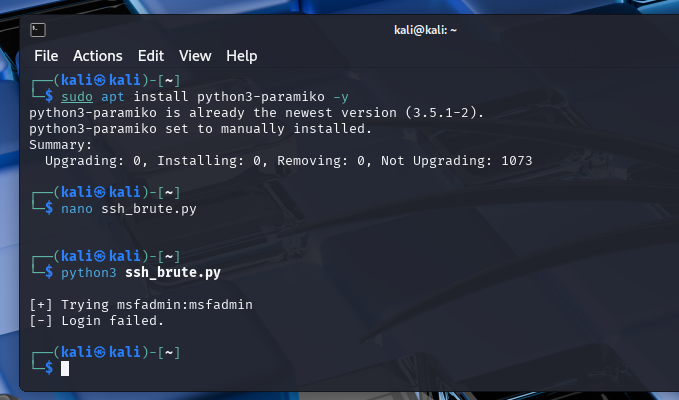 kali@kali: ~
File Actions Edit View Help
┌──(kali㉿kali)-[~]
└─$ sudo apt install python3-paramiko -y
python3-paramiko is already the newest version (3.5.1-2).
python3-paramiko set to manually installed.
Summary:
  Upgrading: 0, Installing: 0, Removing: 0, Not Upgrading: 1073
┌──(kali㉿kali)-[~]
└─$ nano ssh_brute.py
┌──(kali㉿kali)-[~]
└─$ python3 ssh_brute.py
[+] Trying msfadmin:msfadmin
[-] Login failed.
┌──(kali㉿kali)-[~]
└─$